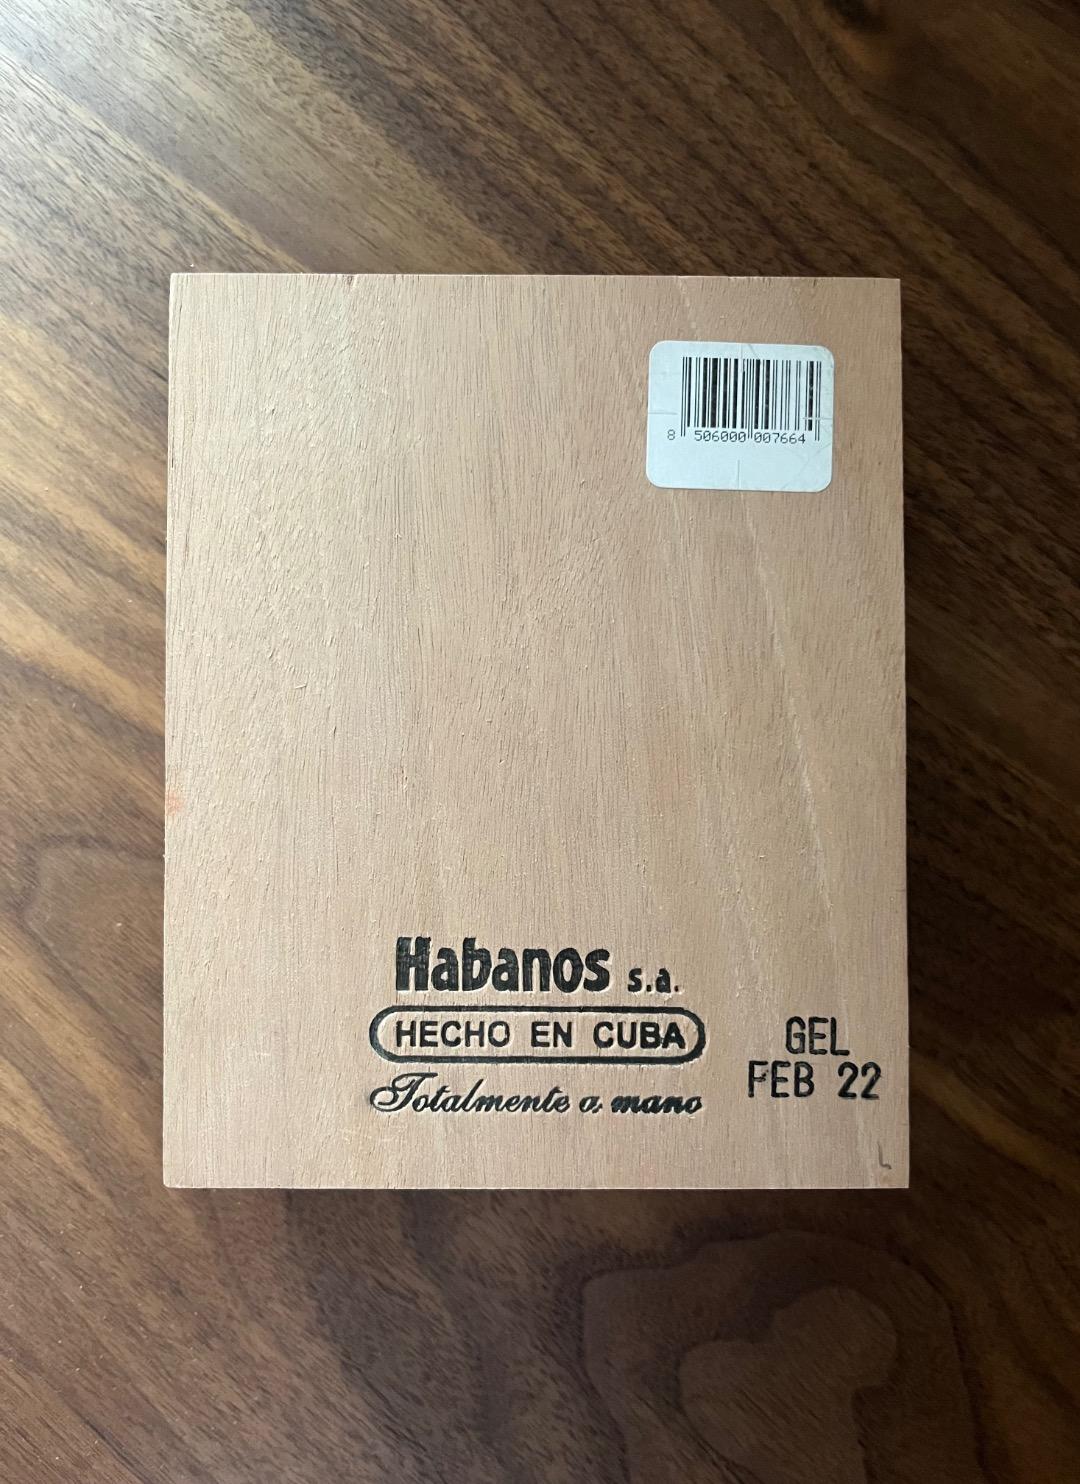 8 506000 007664
Habanos s.a.
HECHO EN CUBA
Totalmente a mano
GEL
FEB 22
L